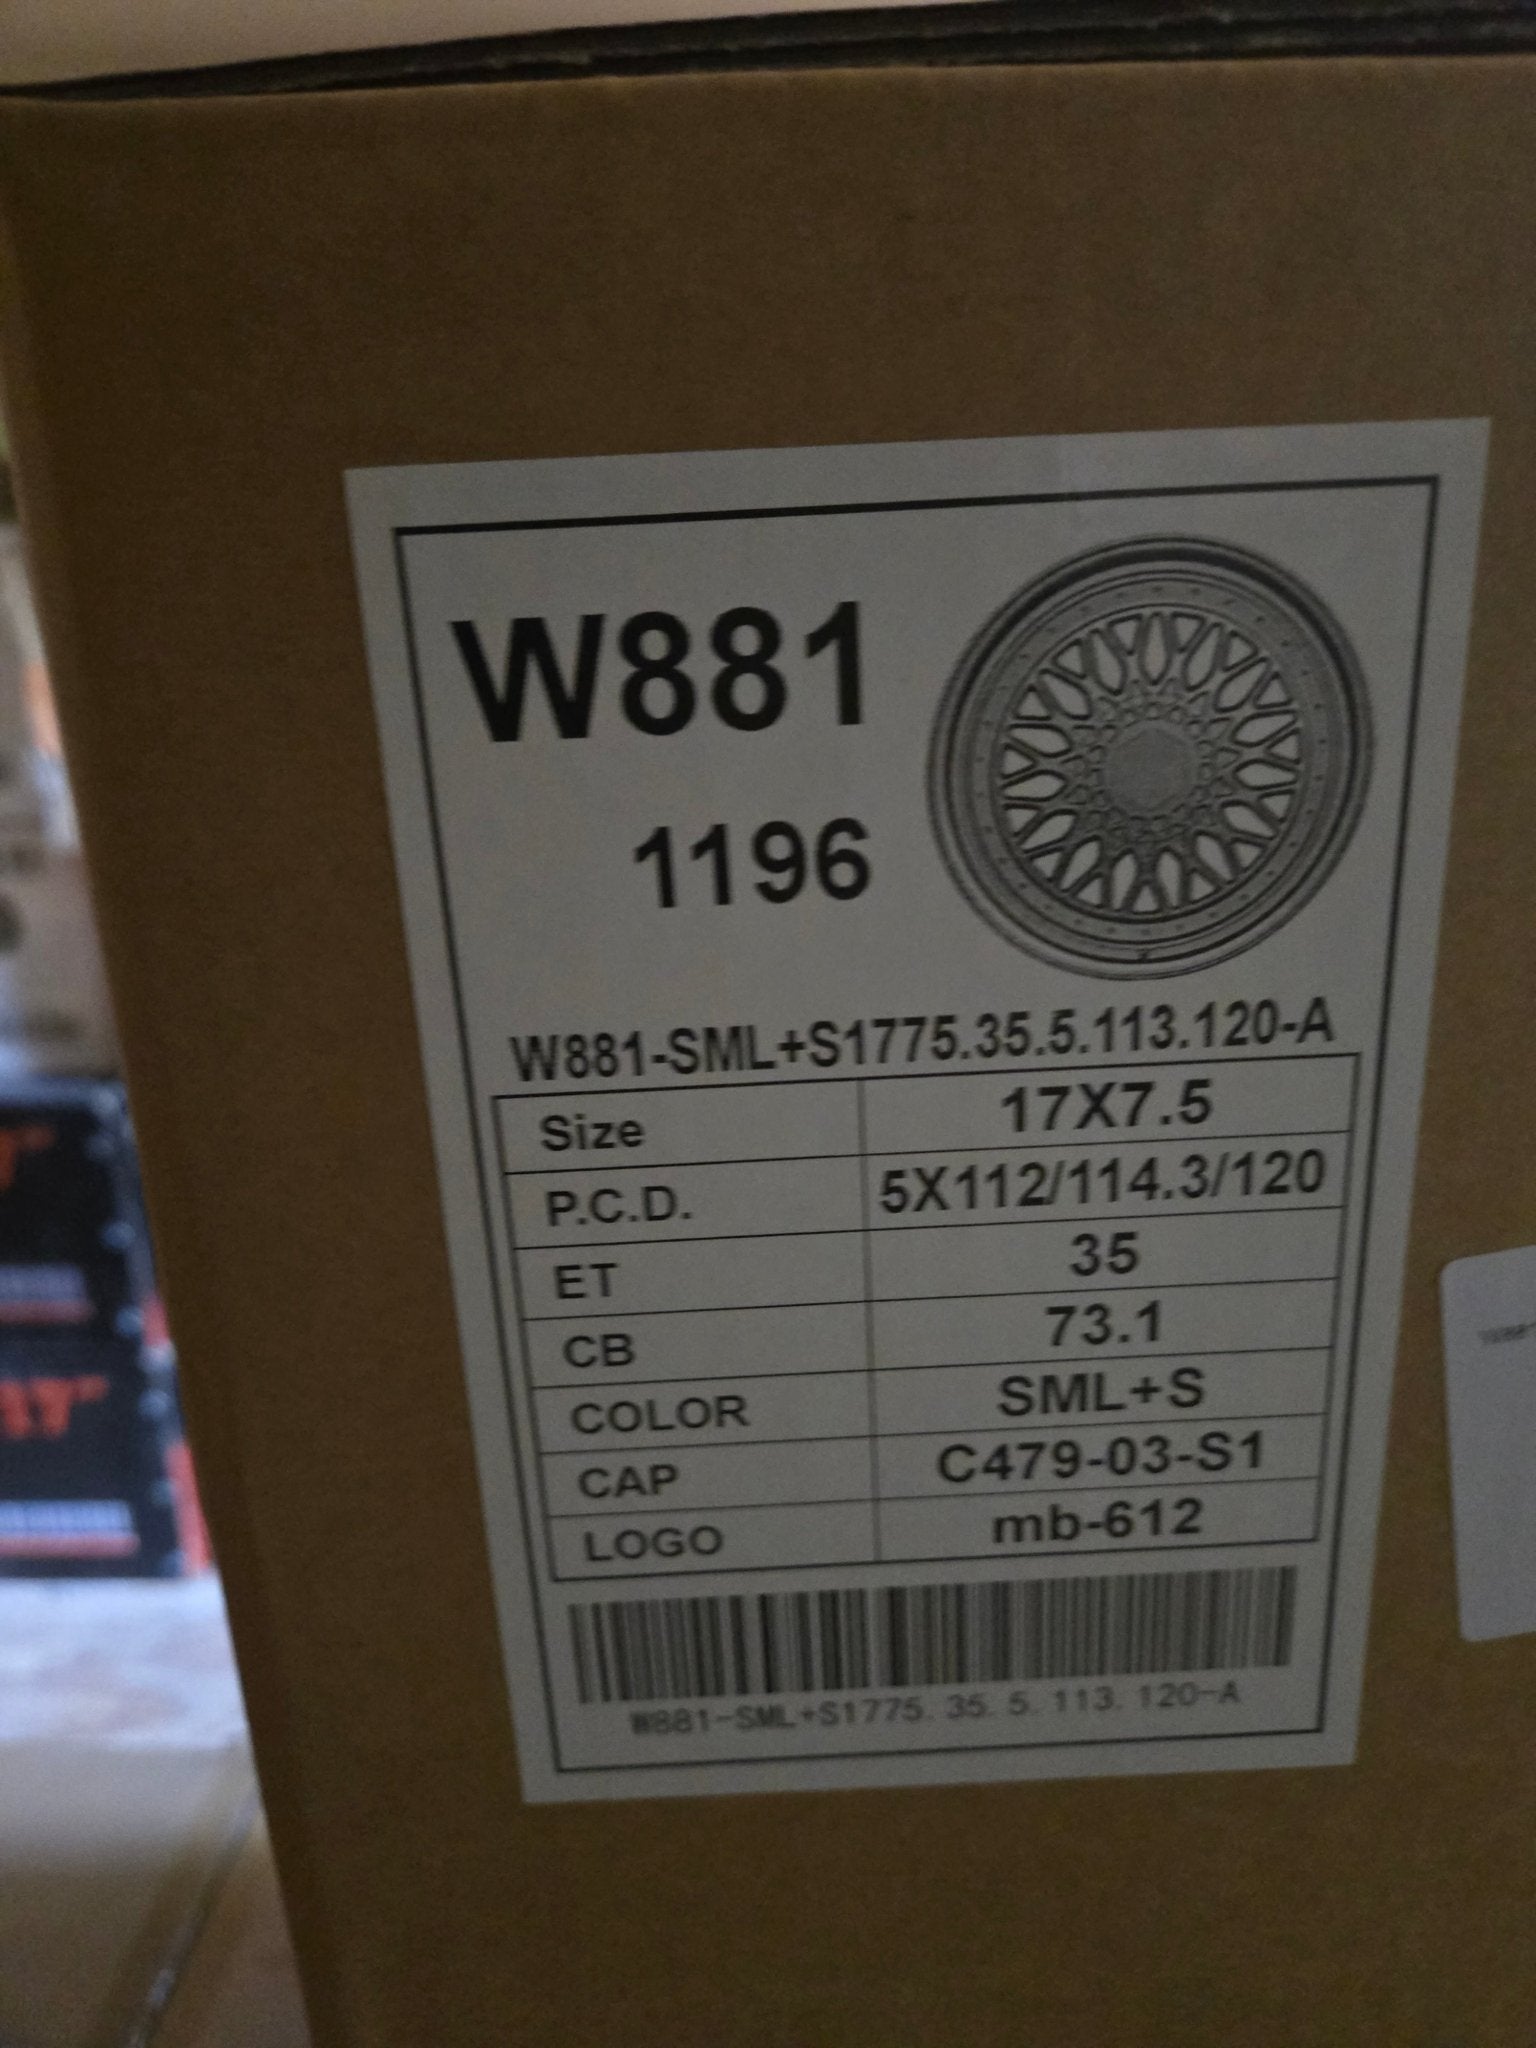 W881
1196
W881-SML+S1775.35.5.113.120-A
Size 17X7.5
P.C.D. 5X112/114.3/120
ET 35
CB 73.1
COLOR SML+S
CAP C479-03-S1
LOGO mb-612
W881-SML+S1775.35.5.113.120-A